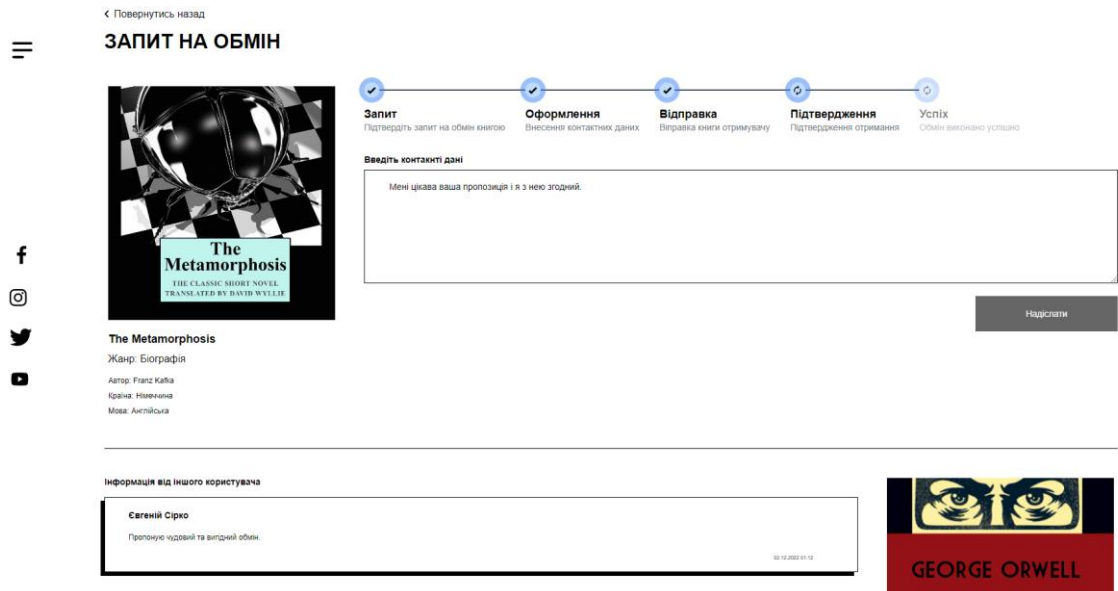 Повернутись назад
ЗАПИТ НА ОБМІН
The
Metamorphosis
THE CLASSIC SHORT NOVEL
TRANSLATED BY DAVID WYLLIE
The Metamorphosis
Жанр: Біографія
Автор: Franz Kafka
Країна: Німеччина
Мова: Англійська
Запит
Підтвердіть запит на обмін книгою
Оформлення
Внесення контактних даних
Відправка
Віправка книги отримувачу
Підтвердження
Підтвердження отримання
Успіх
Обмін виконано успішно
Введіть контакнті дані
Мені цікава ваша пропозиція і я з нею згодний.
Надіслати
Інформація від іншого користувача
Євгеній Сірко
Пропоную чудовий та вигідний обмін.
02.12.2022 01:12
GEORGE ORWELL